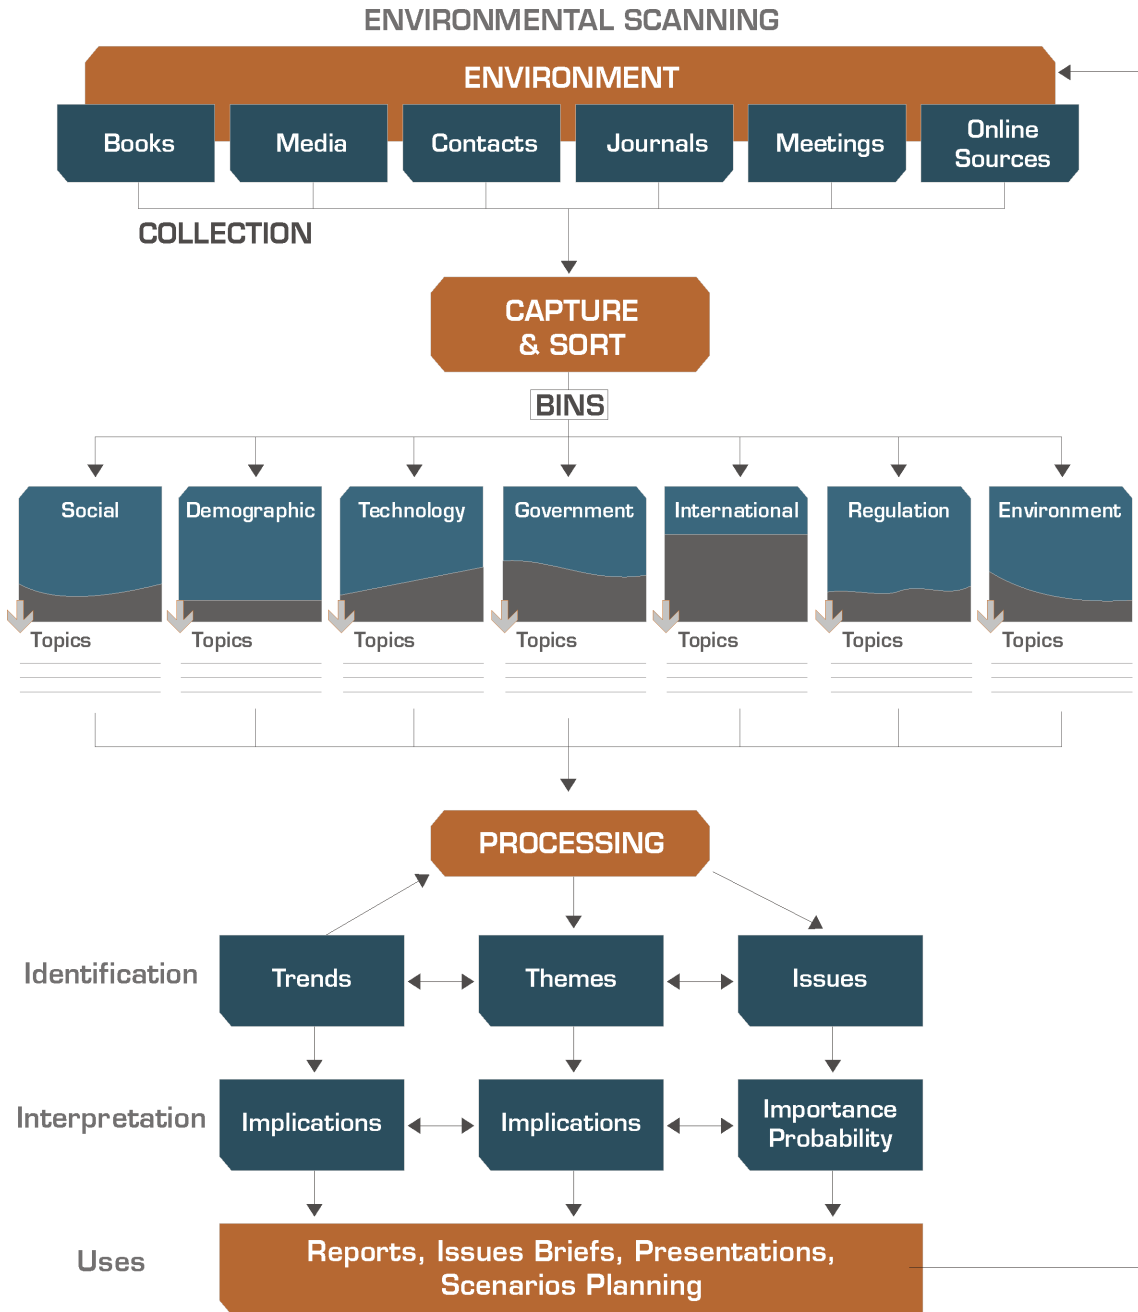 ENVIRONMENTAL SCANNING
ENVIRONMENT
Books
Media
Contacts
Journals
Meetings
Online
Sources
COLLECTION
CAPTURE
& SORT
BINS
Social
Demographic
Technology
Government
International
Regulation
Environment
Topics
Topics
Topics
Topics
Topics
Topics
Topics
PROCESSING
Identification
Trends
Themes
Issues
Interpretation
Implications
Implications
Importance
Probability
Uses
Reports, Issues Briefs, Presentations,
Scenarios Planning